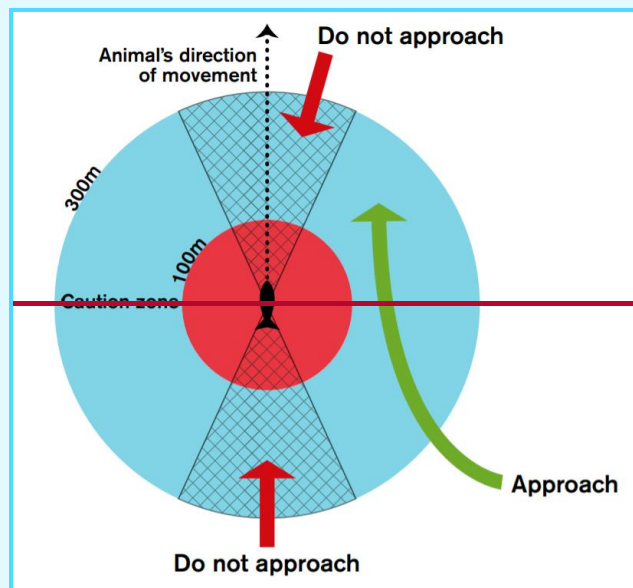 Do not approach
Animal's direction
of movement
300m
100m
Caution zone
Approach
Do not approach